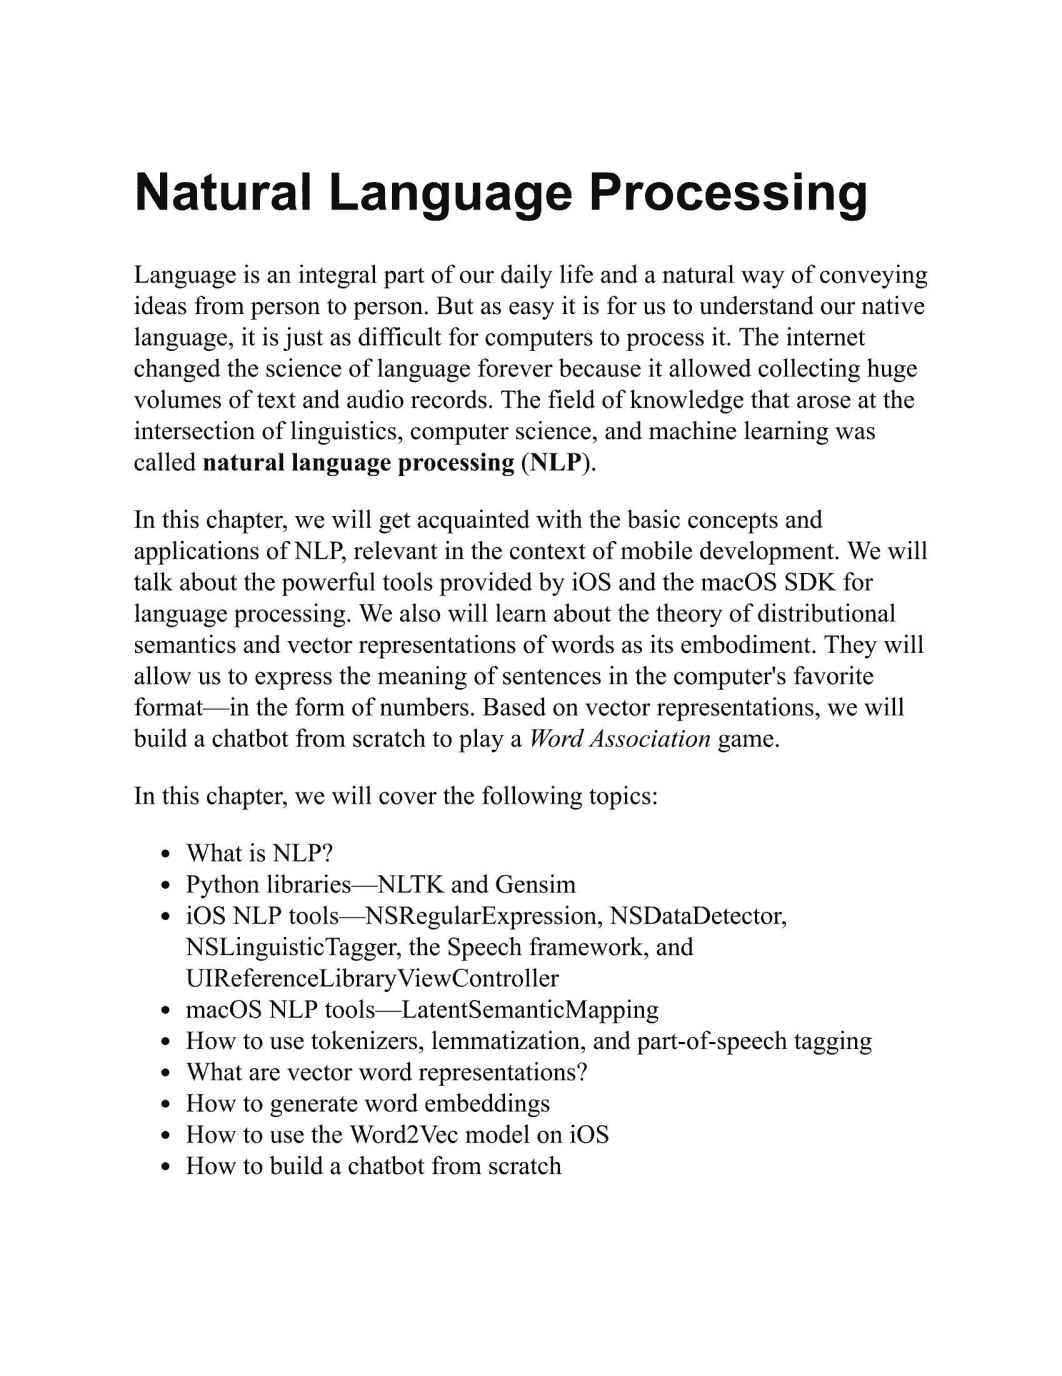 Natural Language Processing
Language is an integral part of our daily life and a natural way of conveying
ideas from person to person. But as easy it is for us to understand our native
language, it is just as difficult for computers to process it. The internet
changed the science of language forever because it allowed collecting huge
volumes of text and audio records. The field of knowledge that arose at the
intersection of linguistics, computer science, and machine learning was
called natural language processing (NLP).
In this chapter, we will get acquainted with the basic concepts and
applications of NLP, relevant in the context of mobile development. We will
talk about the powerful tools provided by iOS and the macOS SDK for
language processing. We also will learn about the theory of distributional
semantics and vector representations of words as its embodiment. They will
allow us to express the meaning of sentences in the computer's favorite
format—in the form of numbers. Based on vector representations, we will
build a chatbot from scratch to play a Word Association game.
In this chapter, we will cover the following topics:
• What is NLP?
• Python libraries—NLTK and Gensim
• iOS NLP tools—NSRegularExpression, NSDataDetector,
NSLinguisticTagger, the Speech framework, and
UIReferenceLibraryViewController
• macOS NLP tools—LatentSemanticMapping
• How to use tokenizers, lemmatization, and part-of-speech tagging
• What are vector word representations?
• How to generate word embeddings
• How to use the Word2Vec model on iOS
• How to build a chatbot from scratch